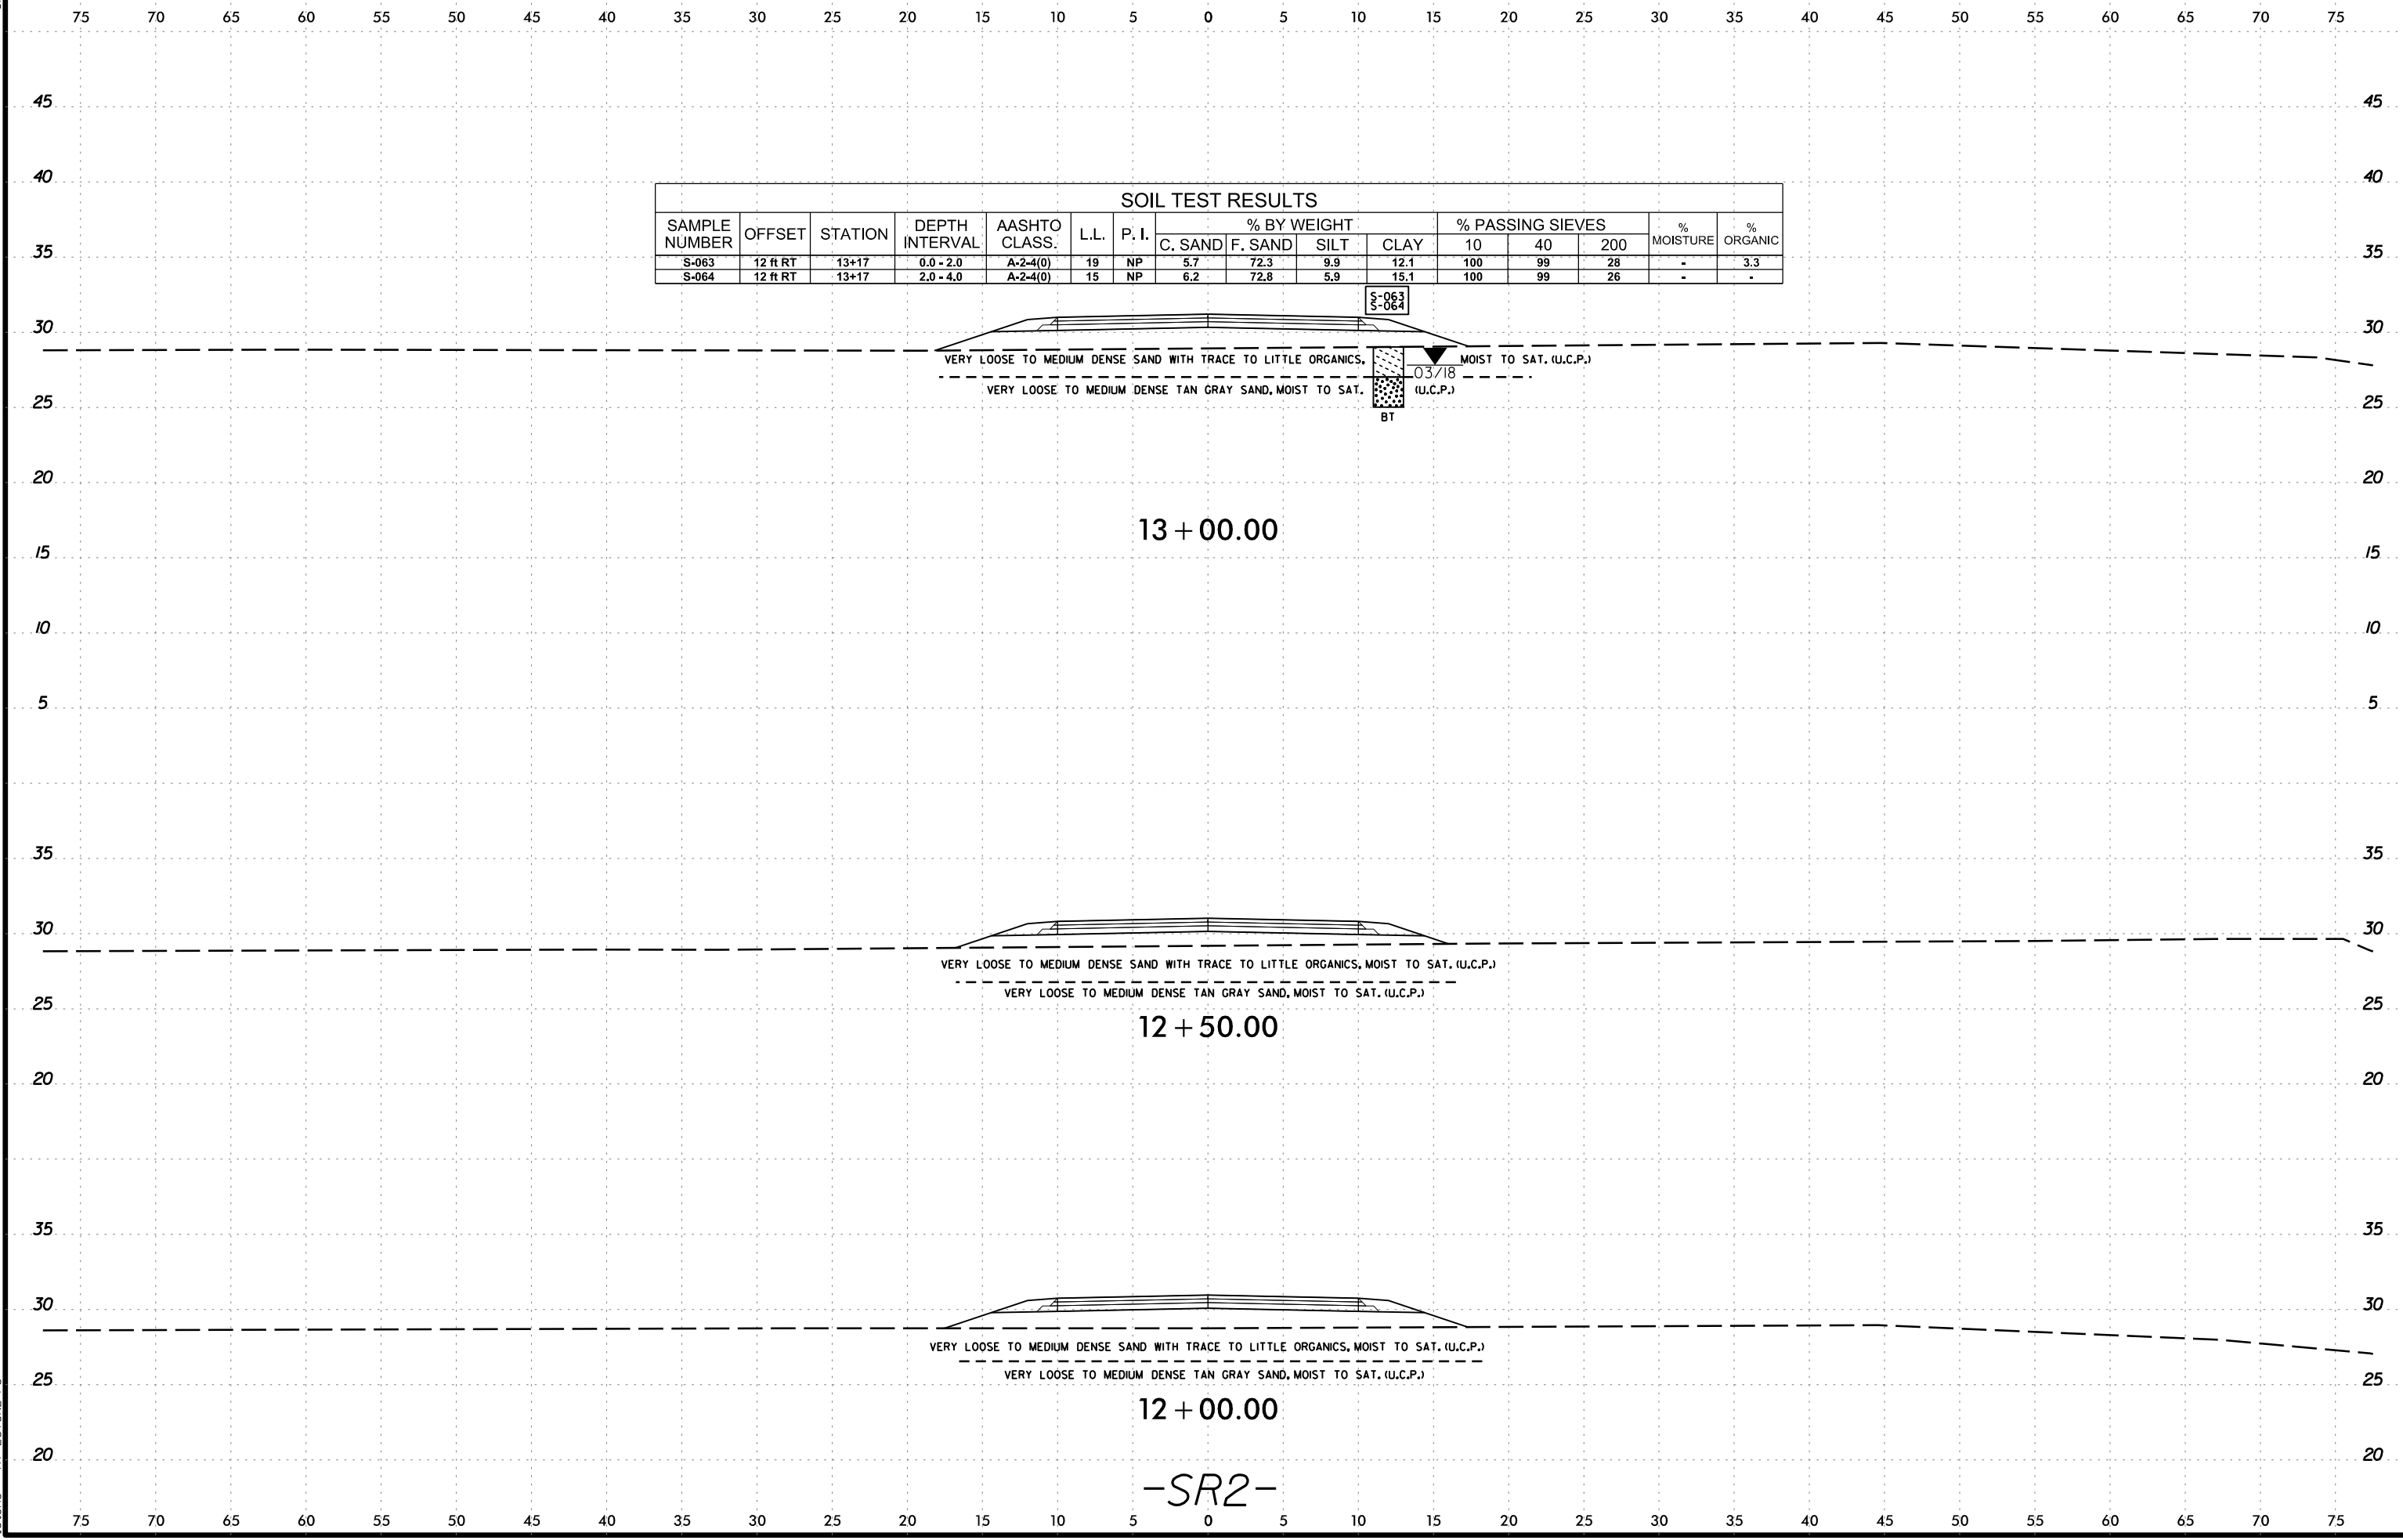 75 70 65 60 55 50 45 40 35 30 25 20 15 10 5 0 5 10 15 20 25 30 35 40 45 50 55 60 65 70 75
45 45
40 40
SOIL TEST RESULTS
SAMPLE NUMBER OFFSET STATION DEPTH INTERVAL AASHTO CLASS. L.L. P. I. % BY WEIGHT % PASSING SIEVES % MOISTURE % ORGANIC
C. SAND F. SAND SILT CLAY 10 40 200
35 35
S-063 12 ft RT 13+17 0.0 - 2.0 A-2-4(0) 19 NP 5.7 72.3 9.9 12.1 100 99 28 - 3.3
S-064 12 ft RT 13+17 2.0 - 4.0 A-2-4(0) 15 NP 6.2 72.8 5.9 15.1 100 99 26 - -
S-063
S-064
30 30
VERY LOOSE TO MEDIUM DENSE SAND WITH TRACE TO LITTLE ORGANICS, MOIST TO SAT. (U.C.P.)
03/18
VERY LOOSE TO MEDIUM DENSE TAN GRAY SAND, MOIST TO SAT. (U.C.P.)
25 25
BT
20 20
13+00.00
15 15
10 10
5 5
35 35
30 30
VERY LOOSE TO MEDIUM DENSE SAND WITH TRACE TO LITTLE ORGANICS, MOIST TO SAT. (U.C.P.)
VERY LOOSE TO MEDIUM DENSE TAN GRAY SAND, MOIST TO SAT. (U.C.P.)
25 25
12+50.00
20 20
35 35
30 30
VERY LOOSE TO MEDIUM DENSE SAND WITH TRACE TO LITTLE ORGANICS, MOIST TO SAT. (U.C.P.)
VERY LOOSE TO MEDIUM DENSE TAN GRAY SAND, MOIST TO SAT. (U.C.P.)
25 25
12+00.00
20 20
-SR2-
75 70 65 60 55 50 45 40 35 30 25 20 15 10 5 0 5 10 15 20 25 30 35 40 45 50 55 60 65 70 75